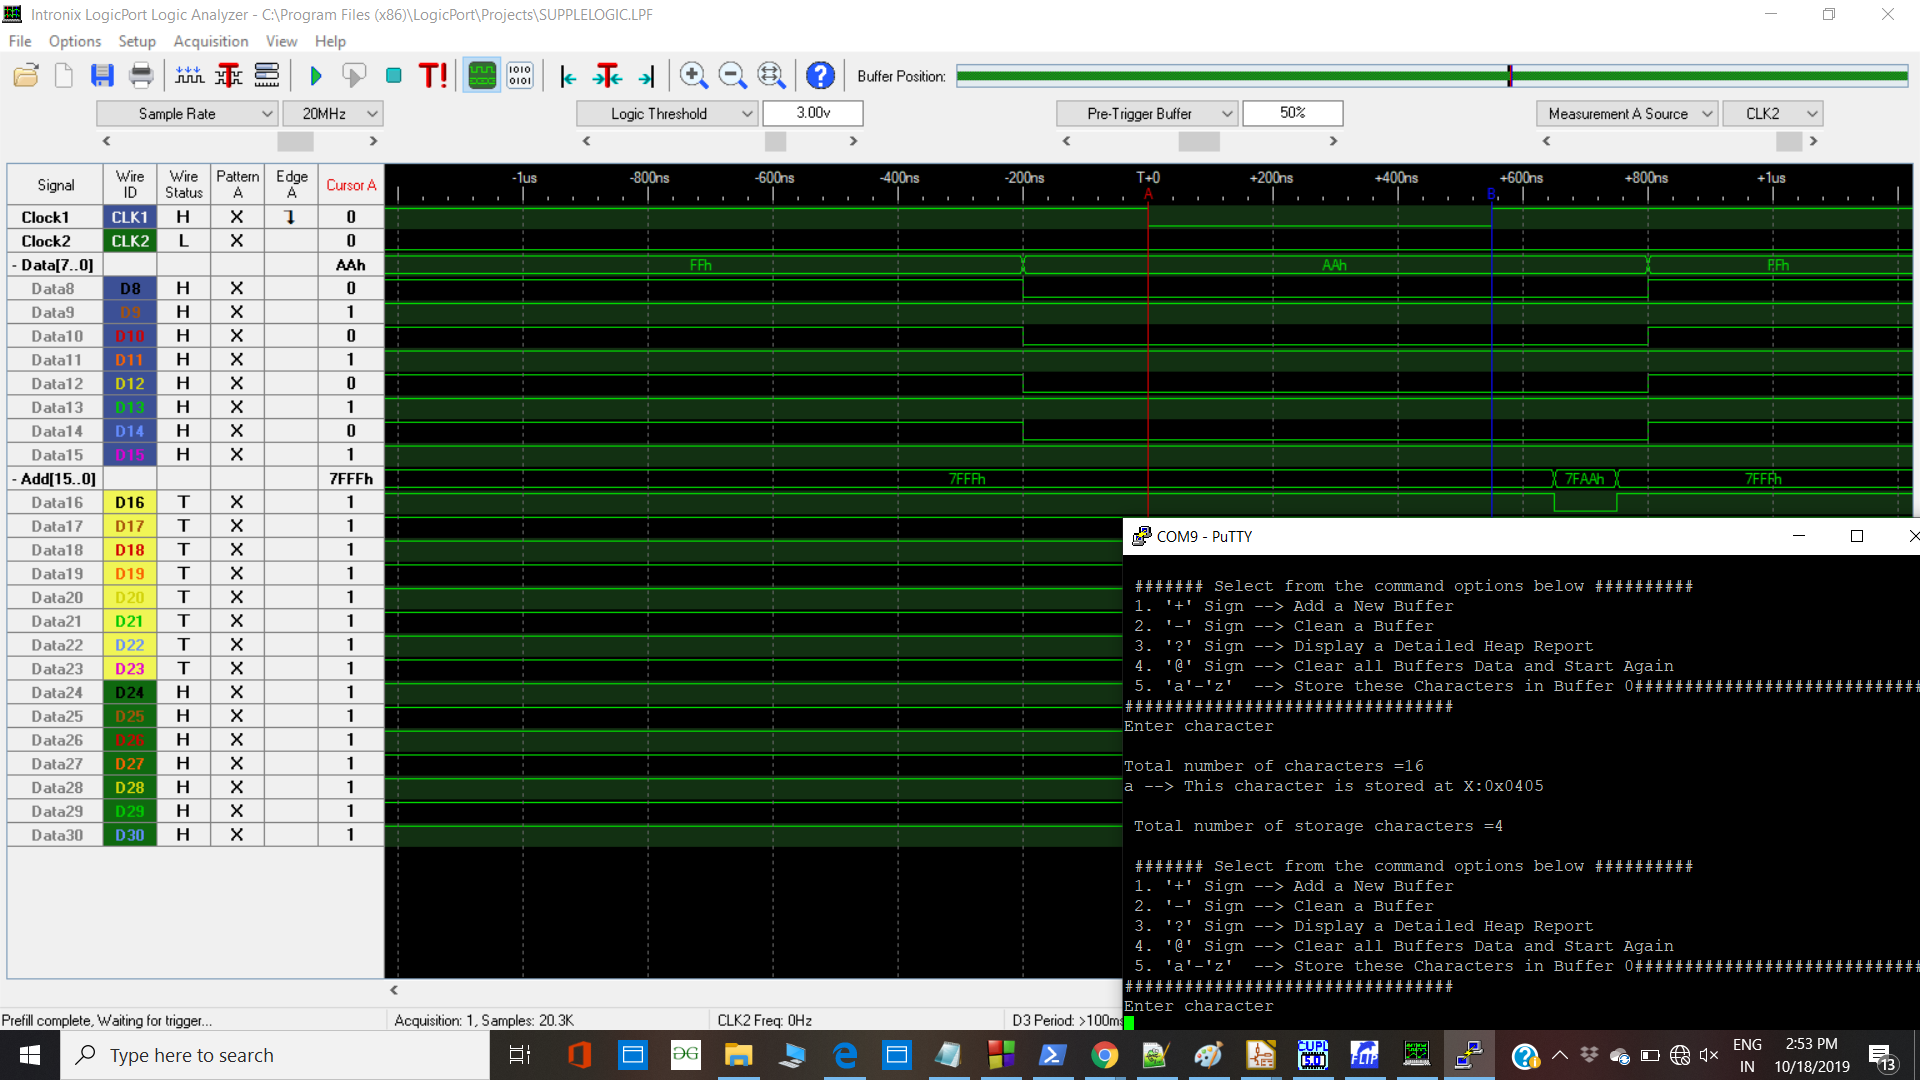 Intronix LogicPort Logic Analyzer - C:\Program Files (x86)\LogicPort\Projects\SUPPLELOGIC.LPF
File Options Setup Acquisition View Help
Buffer Position:
Sample Rate 20MHz Logic Threshold 3.00v Pre-Trigger Buffer 50% Measurement A Source CLK2
Signal Wire ID Wire Status Pattern A Edge A Cursor A
-1us -800ns -600ns -400ns -200ns T+0 +200ns +400ns +600ns +800ns +1us
A B
Clock1 CLK1 H X 0
Clock2 CLK2 L X 0
- Data[7..0] AAh FFh AAh FFh
Data8 D8 H X 0
Data9 D9 H X 1
Data10 D10 H X 0
Data11 D11 H X 1
Data12 D12 H X 0
Data13 D13 H X 1
Data14 D14 H X 0
Data15 D15 H X 1
- Add[15..0] 7FFFh 7FFFh 7FAAh 7FFFh
Data16 D16 T X 1
Data17 D17 T X 1
Data18 D18 T X 1
Data19 D19 T X 1
Data20 D20 T X 1
Data21 D21 T X 1
Data22 D22 T X 1
Data23 D23 T X 1
Data24 D24 H X 1
Data25 D25 H X 1
Data26 D26 H X 1
Data27 D27 H X 1
Data28 D28 H X 1
Data29 D29 H X 1
Data30 D30 H X 1
COM9 - PuTTY
####### Select from the command options below ##########
1. '+' Sign --> Add a New Buffer
2. '-' Sign --> Clean a Buffer
3. '?' Sign --> Display a Detailed Heap Report
4. '@' Sign --> Clear all Buffers Data and Start Again
5. 'a'-'z'  --> Store these Characters in Buffer 0#############################
#################################
Enter character
Total number of characters =16
a --> This character is stored at X:0x0405
Total number of storage characters =4
####### Select from the command options below ##########
1. '+' Sign --> Add a New Buffer
2. '-' Sign --> Clean a Buffer
3. '?' Sign --> Display a Detailed Heap Report
4. '@' Sign --> Clear all Buffers Data and Start Again
5. 'a'-'z'  --> Store these Characters in Buffer 0#############################
#################################
Enter character
Prefill complete, Waiting for trigger... Acquisition: 1, Samples: 20.3K CLK2 Freq: 0Hz D3 Period: >100ms
Type here to search
ENG
IN
2:53 PM
10/18/2019
13